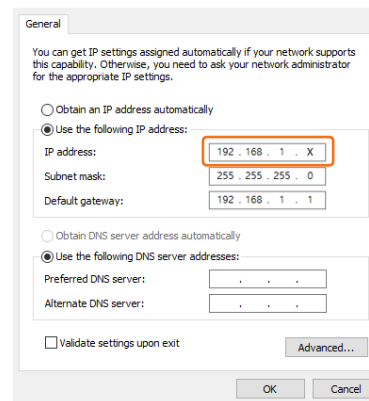 General
You can get IP settings assigned automatically if your network supports
this capability. Otherwise, you need to ask your network administrator
for the appropriate IP settings.
Obtain an IP address automatically
Use the following IP address:
IP address: 192 . 168 . 1 . X
Subnet mask: 255 . 255 . 255 . 0
Default gateway: 192 . 168 . 1 . 1
Obtain DNS server address automatically
Use the following DNS server addresses:
Preferred DNS server: . . .
Alternate DNS server: . . .
Validate settings upon exit
Advanced...
OK Cancel